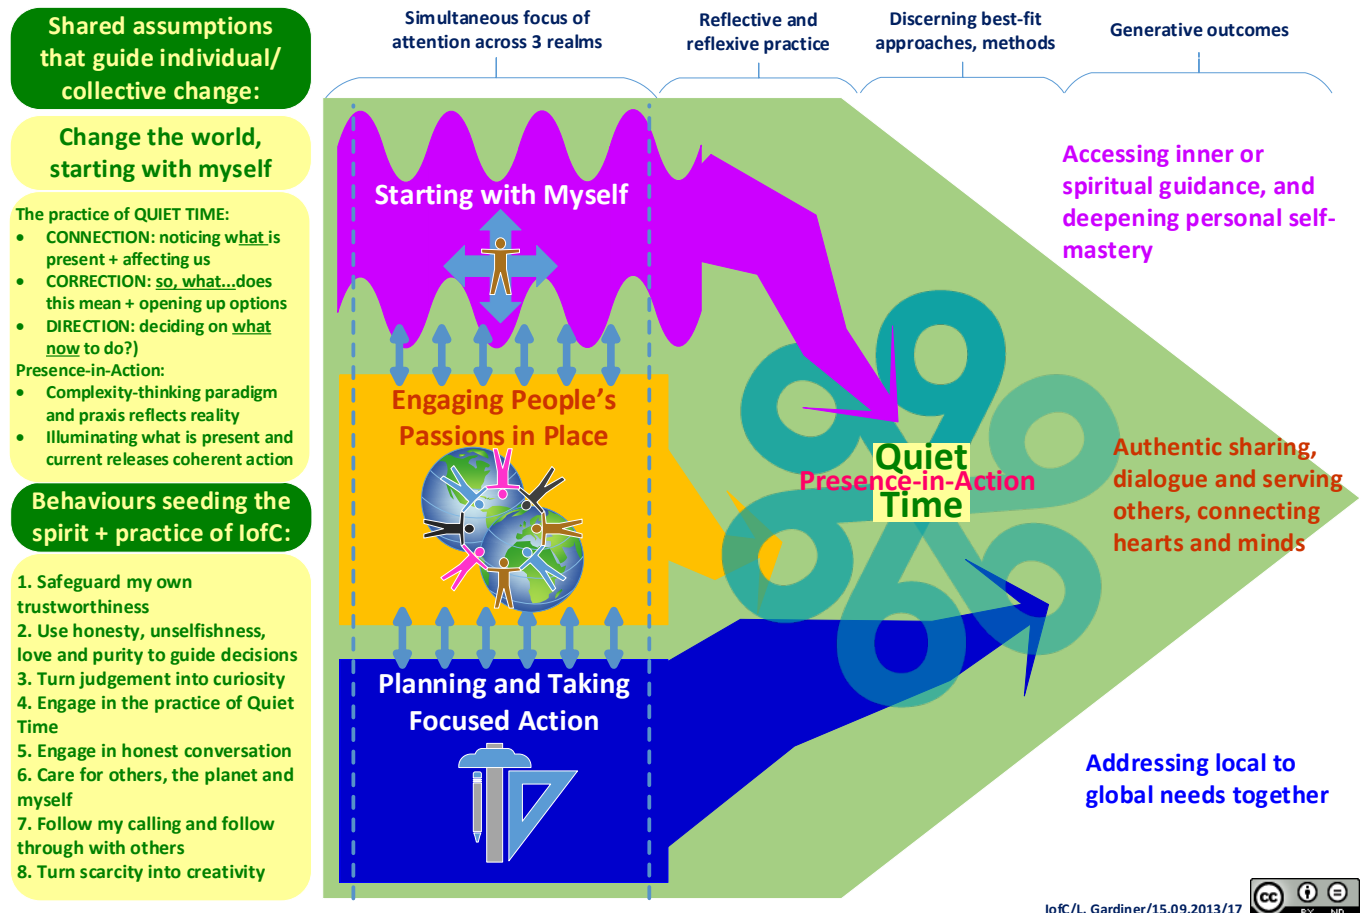 Shared assumptions
that guide individual/
collective change:
Change the world,
starting with myself
The practice of QUIET TIME:
• CONNECTION: noticing what is
present + affecting us
• CORRECTION: so, what...does
this mean + opening up options
• DIRECTION: deciding on what
now to do?)
Presence-in-Action:
• Complexity-thinking paradigm
and praxis reflects reality
• Illuminating what is present and
current releases coherent action
Behaviours seeding the
spirit + practice of IofC:
1. Safeguard my own
trustworthiness
2. Use honesty, unselfishness,
love and purity to guide decisions
3. Turn judgement into curiosity
4. Engage in the practice of Quiet
Time
5. Engage in honest conversation
6. Care for others, the planet and
myself
7. Follow my calling and follow
through with others
8. Turn scarcity into creativity
Simultaneous focus of
attention across 3 realms
Reflective and
reflexive practice
Discerning best-fit
approaches, methods
Generative outcomes
Starting with Myself
Engaging People's
Passions in Place
Planning and Taking
Focused Action
Quiet
Presence-in-Action
Time
Accessing inner or
spiritual guidance, and
deepening personal self-
mastery
Authentic sharing,
dialogue and serving
others, connecting
hearts and minds
Addressing local to
global needs together
IofC/L. Gardiner/15.09.2013/17
cc
BY ND